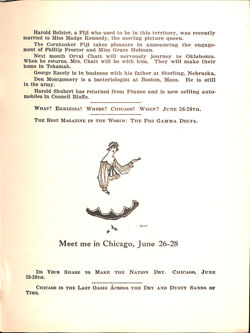 Harold Bolster, a Fiji who used to be in this territory, was recently
married to Miss Madge Kennedy, the moving picture queen.
The Cornhusker Fiji takes pleasure in announcing the engage-
ment of Phillip Proctor and Miss Grace Holman.
Next month Orval Chatt will nervously journey to Oklahoma.
When he returns, Mrs. Chatt will be with him. They will make their
home in Tekamah.
George Racely is in business with his father at Sterling, Nebraska,
Don Montgomery is a bacteriologist at Boston, Mass. He is still
in the army.
Harold Shubert has returned from France and is now selling auto-
mobiles in Council Bluffs.
What? Ekklesia! Where? Chicago! When? June 26-28th.
The Best Magazine in the World: The Phi Gamma Delta.
Meet me in Chicago, June 26-28
Do Your Share to Make the Nation Dry. Chicago, June
26-28th.
Chicago is the Last Oasis Across the Dry and Dusty Sands of
Time.